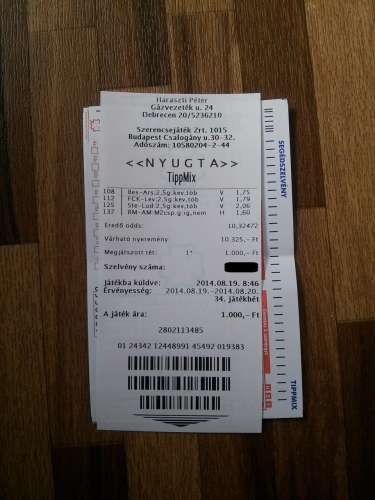 Haraszti Péter
Gázvezeték u. 24
Debrecen 20/5236210
Szerencsejáték Zrt. 1015
Budapest Csalogány u.30-32.
Adószám: 10580204-2-44
<<NYUGTA>>
TippMix
108 Bes-Ars:2,5g.kev,töb V 1,75
112 FCK-Lev:2,5g.kev,töb V 1,79
125 Ste-Lud:2,5g.kev,töb V 2,06
137 RM-AM:M2csp.g.ig,nem H 1,60
Eredő odds: 10,32472
Várható nyeremény 10.325,-Ft
Megjátszott tét: 1* 1.000,-Ft
Szelvény száma:
Játékba küldve: 2014.08.19. 8:46
Érvényesség: 2014.08.19.-2014.08.20.
34. játékhét
A játék ára: 1.000,-Ft
2802113485
01 24342 12448991 45492 019383
SEGÉDSZELVÉNY
TIPPMIX